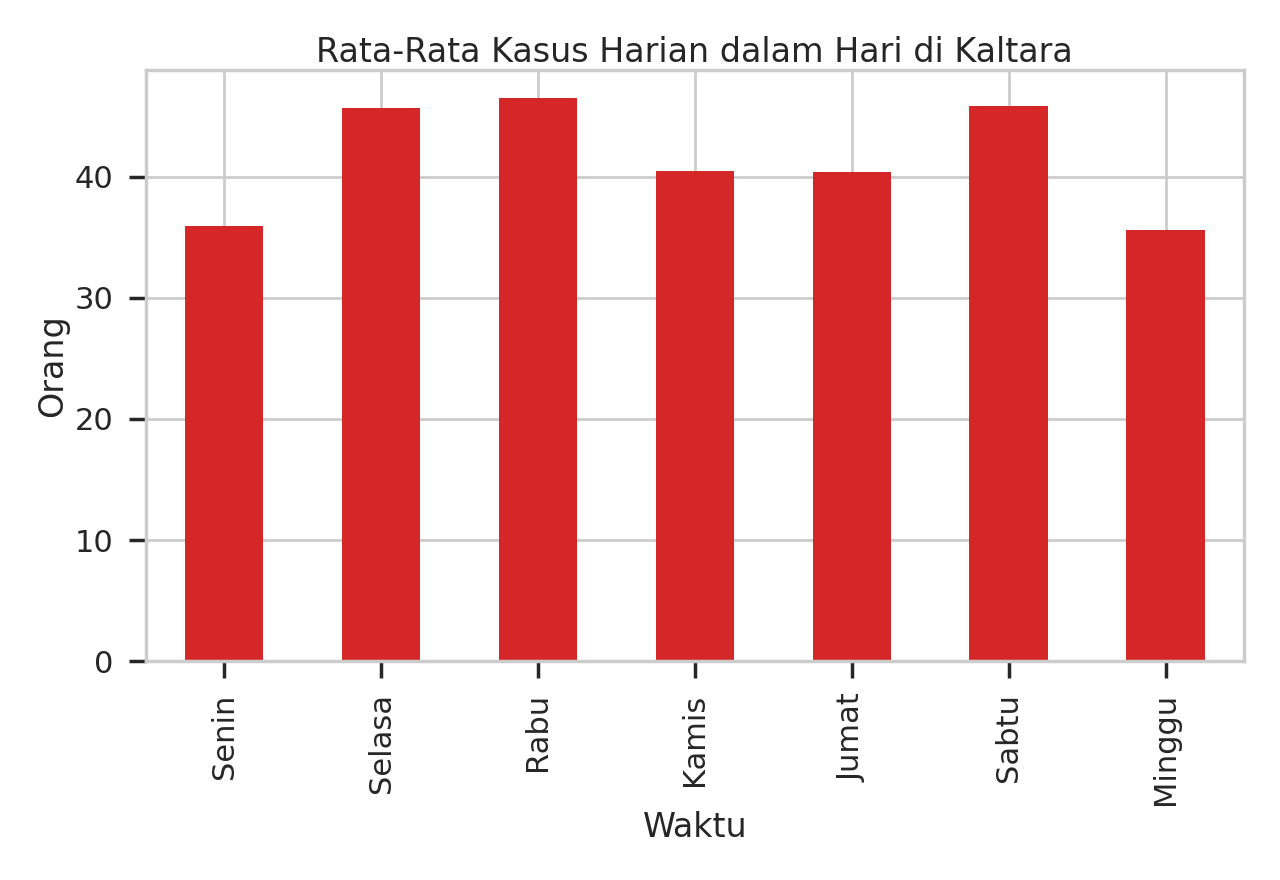 Rata-Rata Kasus Harian dalam Hari di Kaltara
Orang
40
30
20
10
0
Senin
Selasa
Rabu
Kamis
Jumat
Sabtu
Minggu
Waktu